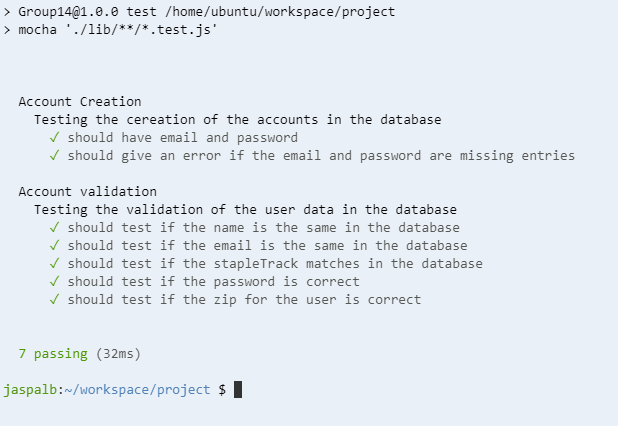 > Group14@1.0.0 test /home/ubuntu/workspace/project
> mocha './lib/**/*.test.js'
Account Creation
Testing the cereation of the accounts in the database
✓ should have email and password
✓ should give an error if the email and password are missing entries
Account validation
Testing the validation of the user data in the database
✓ should test if the name is the same in the database
✓ should test if the email is the same in the database
✓ should test if the stapleTrack matches in the database
✓ should test if the password is correct
✓ should test if the zip for the user is correct
7 passing (32ms)
jaspalb:~/workspace/project $